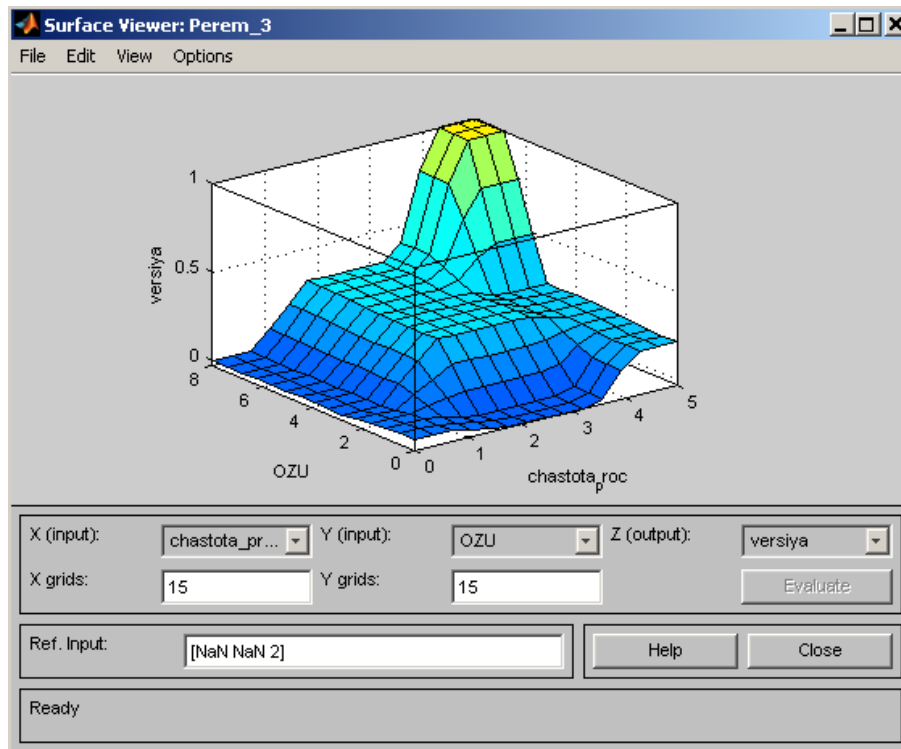 Surface Viewer: Perem_3
File Edit View Options
1
0.5
0
versiya
8
6
4
2
0
OZU
0
1
2
3
4
5
chastota_proc
X (input): chastota_pr... Y (input): OZU Z (output): versiya
X grids: 15 Y grids: 15 Evaluate
Ref. Input: [NaN NaN 2] Help Close
Ready